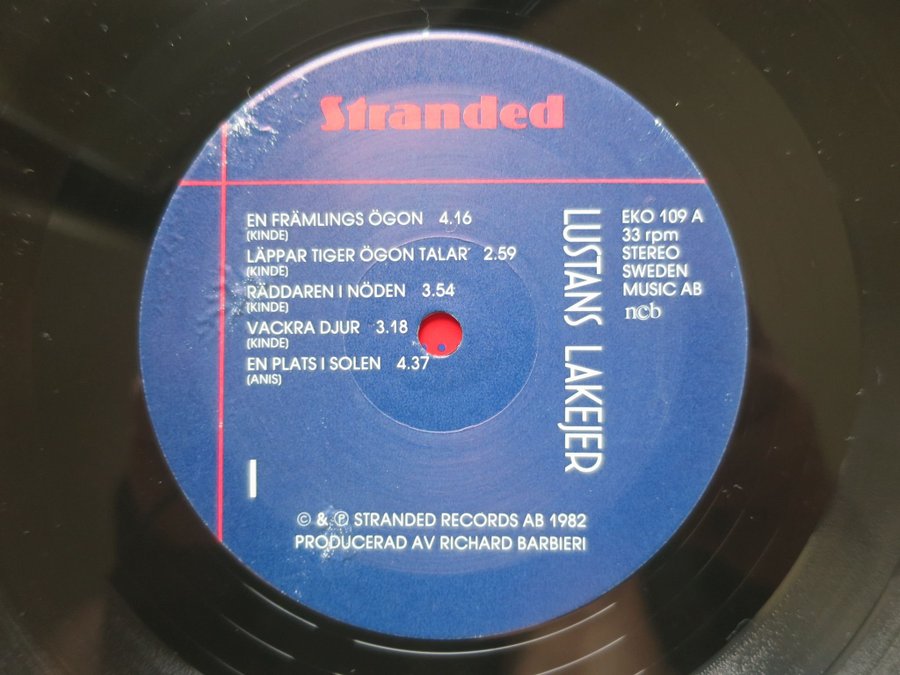 Stranded
EN FRÄMLINGS ÖGON 4.16
(KINDE)
LÄPPAR TIGER ÖGON TALAR´ 2.59
(KINDE)
RÄDDAREN I NÖDEN 3.54
(KINDE)
VACKRA DJUR 3.18
(KINDE)
EN PLATS I SOLEN 4.37
(ANIS)
I
LUSTANS LAKEJER
EKO 109 A
33 rpm
STEREO
SWEDEN
MUSIC AB
ncb
© & ℗ STRANDED RECORDS AB 1982
PRODUCERAD AV RICHARD BARBIERI